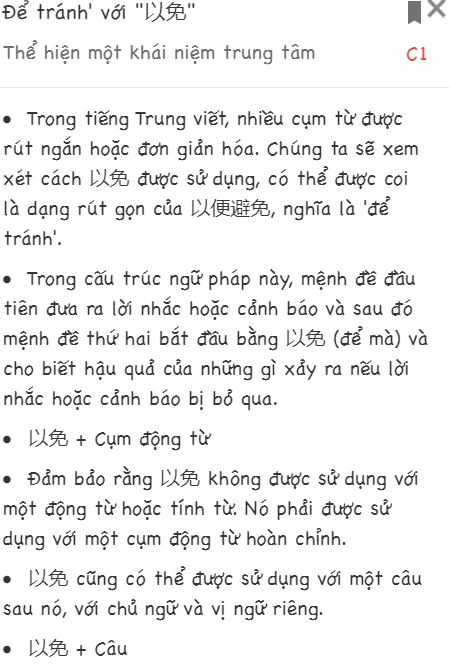 Để tránh' với "以免"
Thể hiện một khái niệm trung tâm C1
• Trong tiếng Trung viết, nhiều cụm từ được
rút ngắn hoặc đơn giản hóa. Chúng ta sẽ xem
xét cách 以免 được sử dụng, có thể được coi
là dạng rút gọn của 以便避免, nghĩa là 'để
tránh'.
• Trong cấu trúc ngữ pháp này, mệnh đề đầu
tiên đưa ra lời nhắc hoặc cảnh báo và sau đó
mệnh đề thứ hai bắt đầu bằng 以免 (để mà) và
cho biết hậu quả của những gì xảy ra nếu lời
nhắc hoặc cảnh báo bị bỏ qua.
• 以免 + Cụm động từ
• Đảm bảo rằng 以免 không được sử dụng với
một động từ hoặc tính từ. Nó phải được sử
dụng với một cụm động từ hoàn chỉnh.
• 以免 cũng có thể được sử dụng với một câu
sau nó, với chủ ngữ và vị ngữ riêng.
• 以免 + Câu